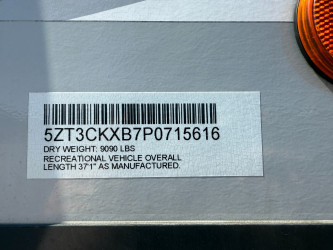 5ZT3CKXB7P0715616
DRY WEIGHT: 9090 LBS
RECREATIONAL VEHICLE OVERALL
LENGTH 37'1" AS MANUFACTURED.